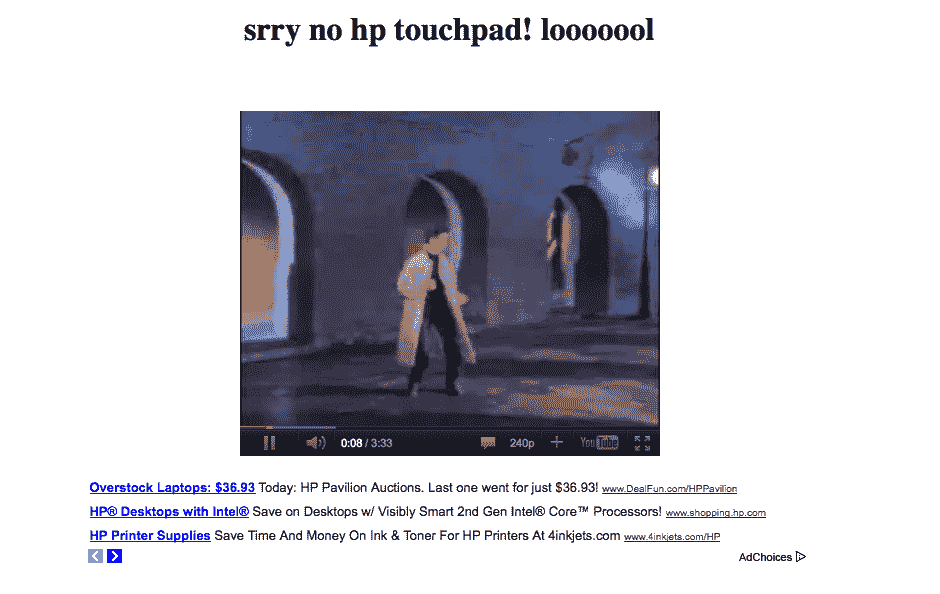 srry no hp touchpad! looooool
0:08 / 3:33 240p YouTube
Overstock Laptops: $36.93 Today: HP Pavilion Auctions. Last one went for just $36.93! www.DealFun.com/HPPavilion
HP® Desktops with Intel® Save on Desktops w/ Visibly Smart 2nd Gen Intel® Core™ Processors! www.shopping.hp.com
HP Printer Supplies Save Time And Money On Ink & Toner For HP Printers At 4inkjets.com www.4inkjets.com/HP
AdChoices